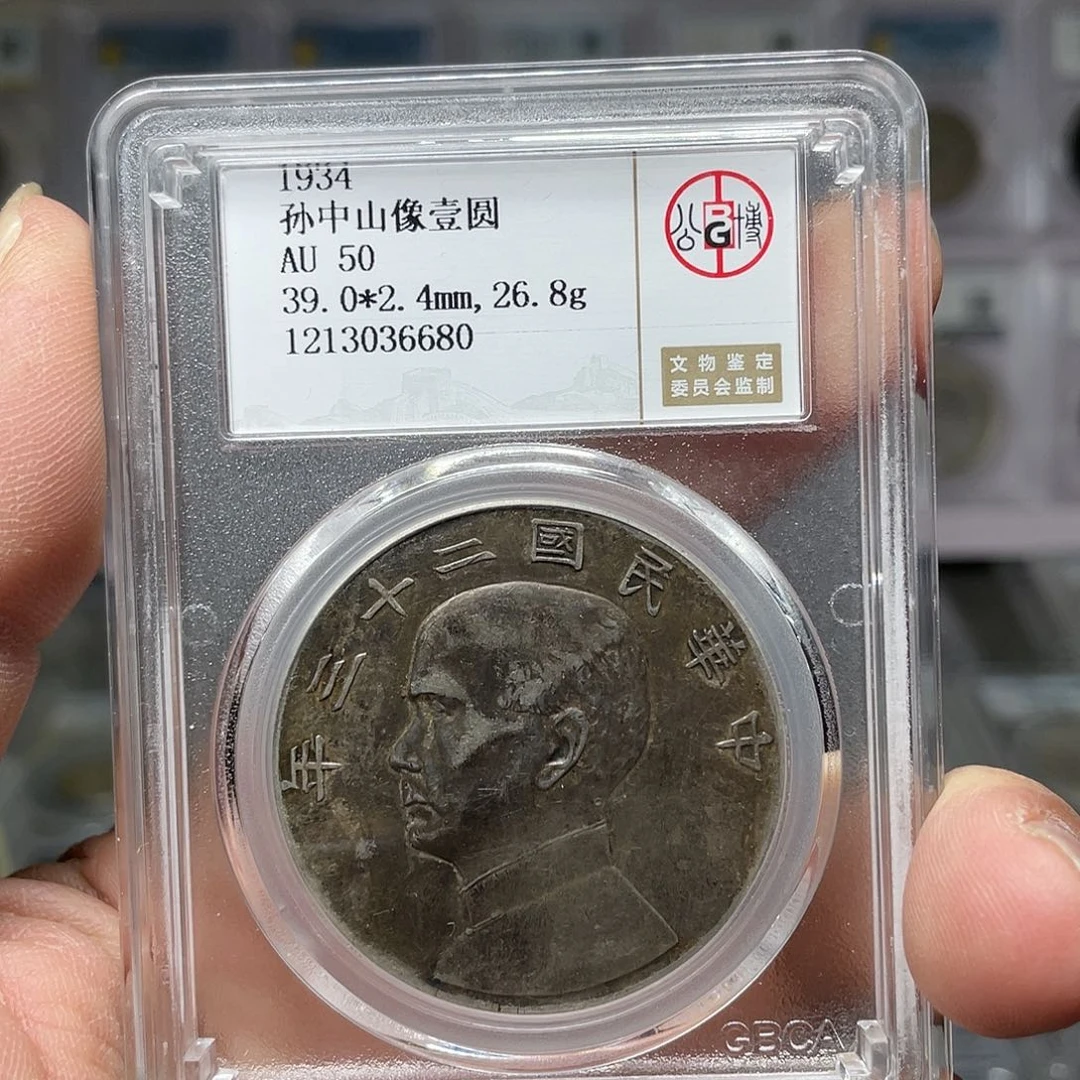 1934
孙中山像壹圆
AU 50
39.0*2.4mm, 26.8g
1213036680
公 BG 博
文物鉴定
委员会监制
中華民國二十三年
GBCA